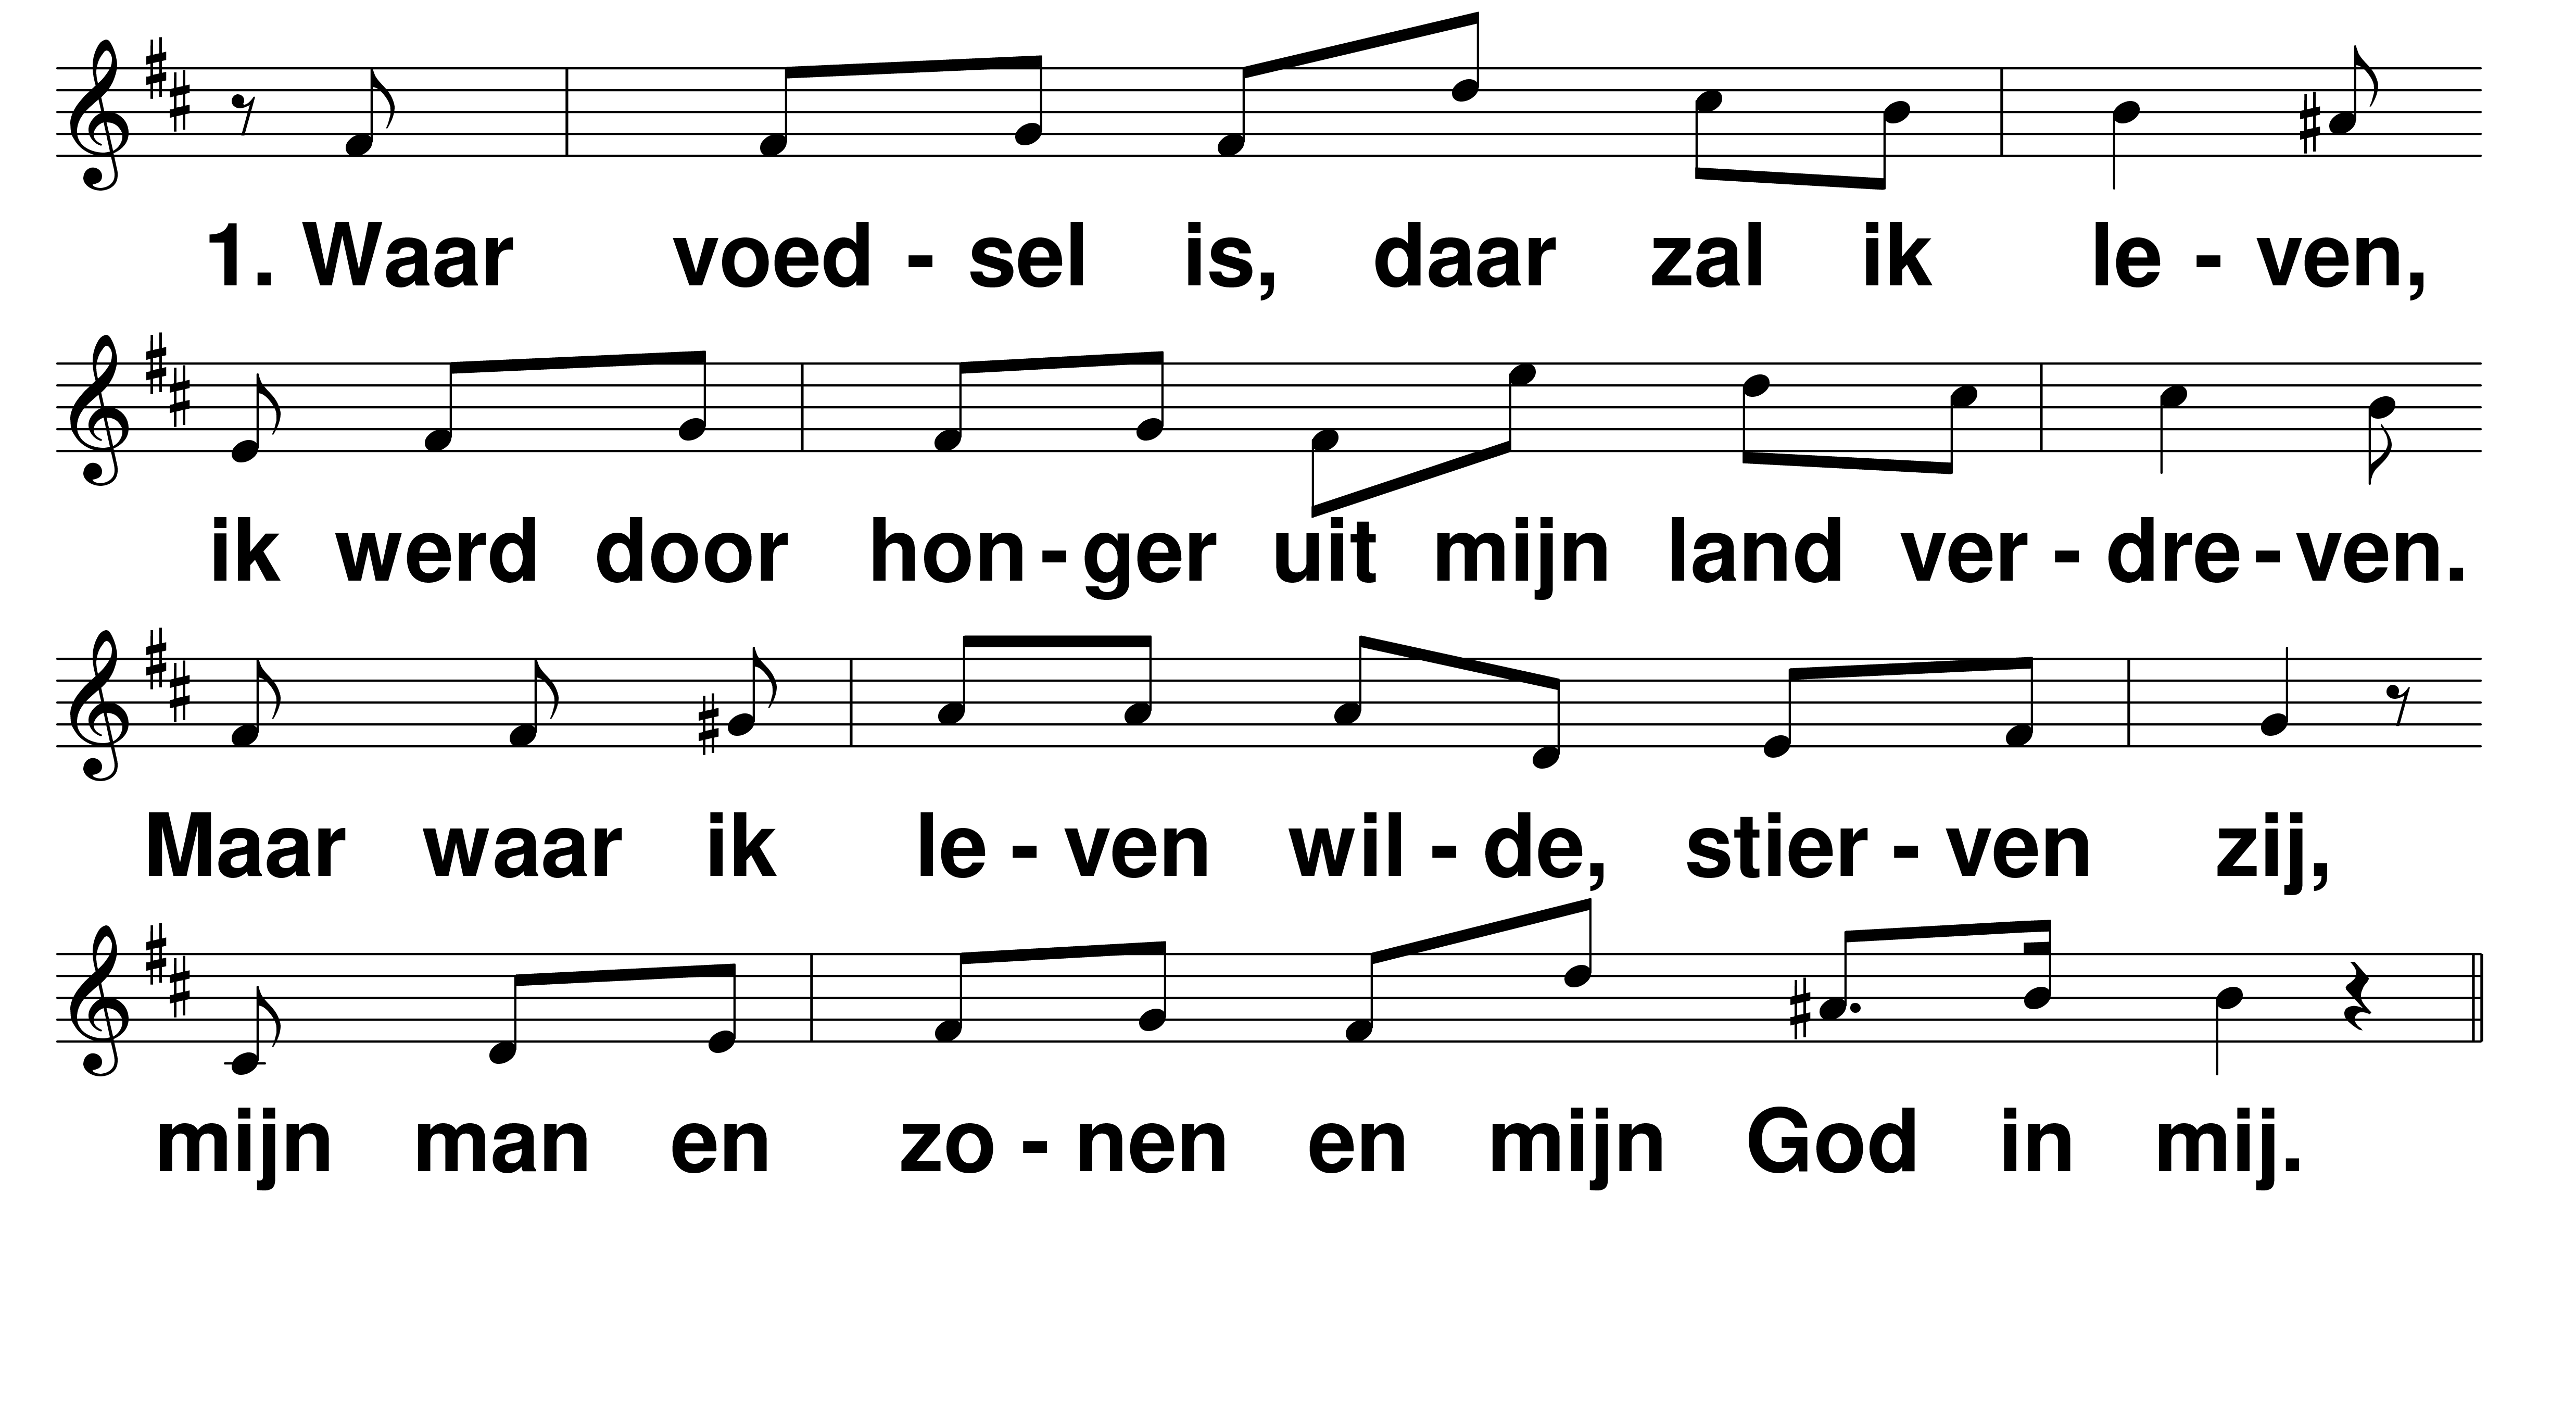 1. Waar voed - sel is, daar zal ik le - ven,
ik werd door hon - ger uit mijn land ver - dre - ven.
Maar waar ik le - ven wil - de, stier - ven zij,
mijn man en zo - nen en mijn God in mij.